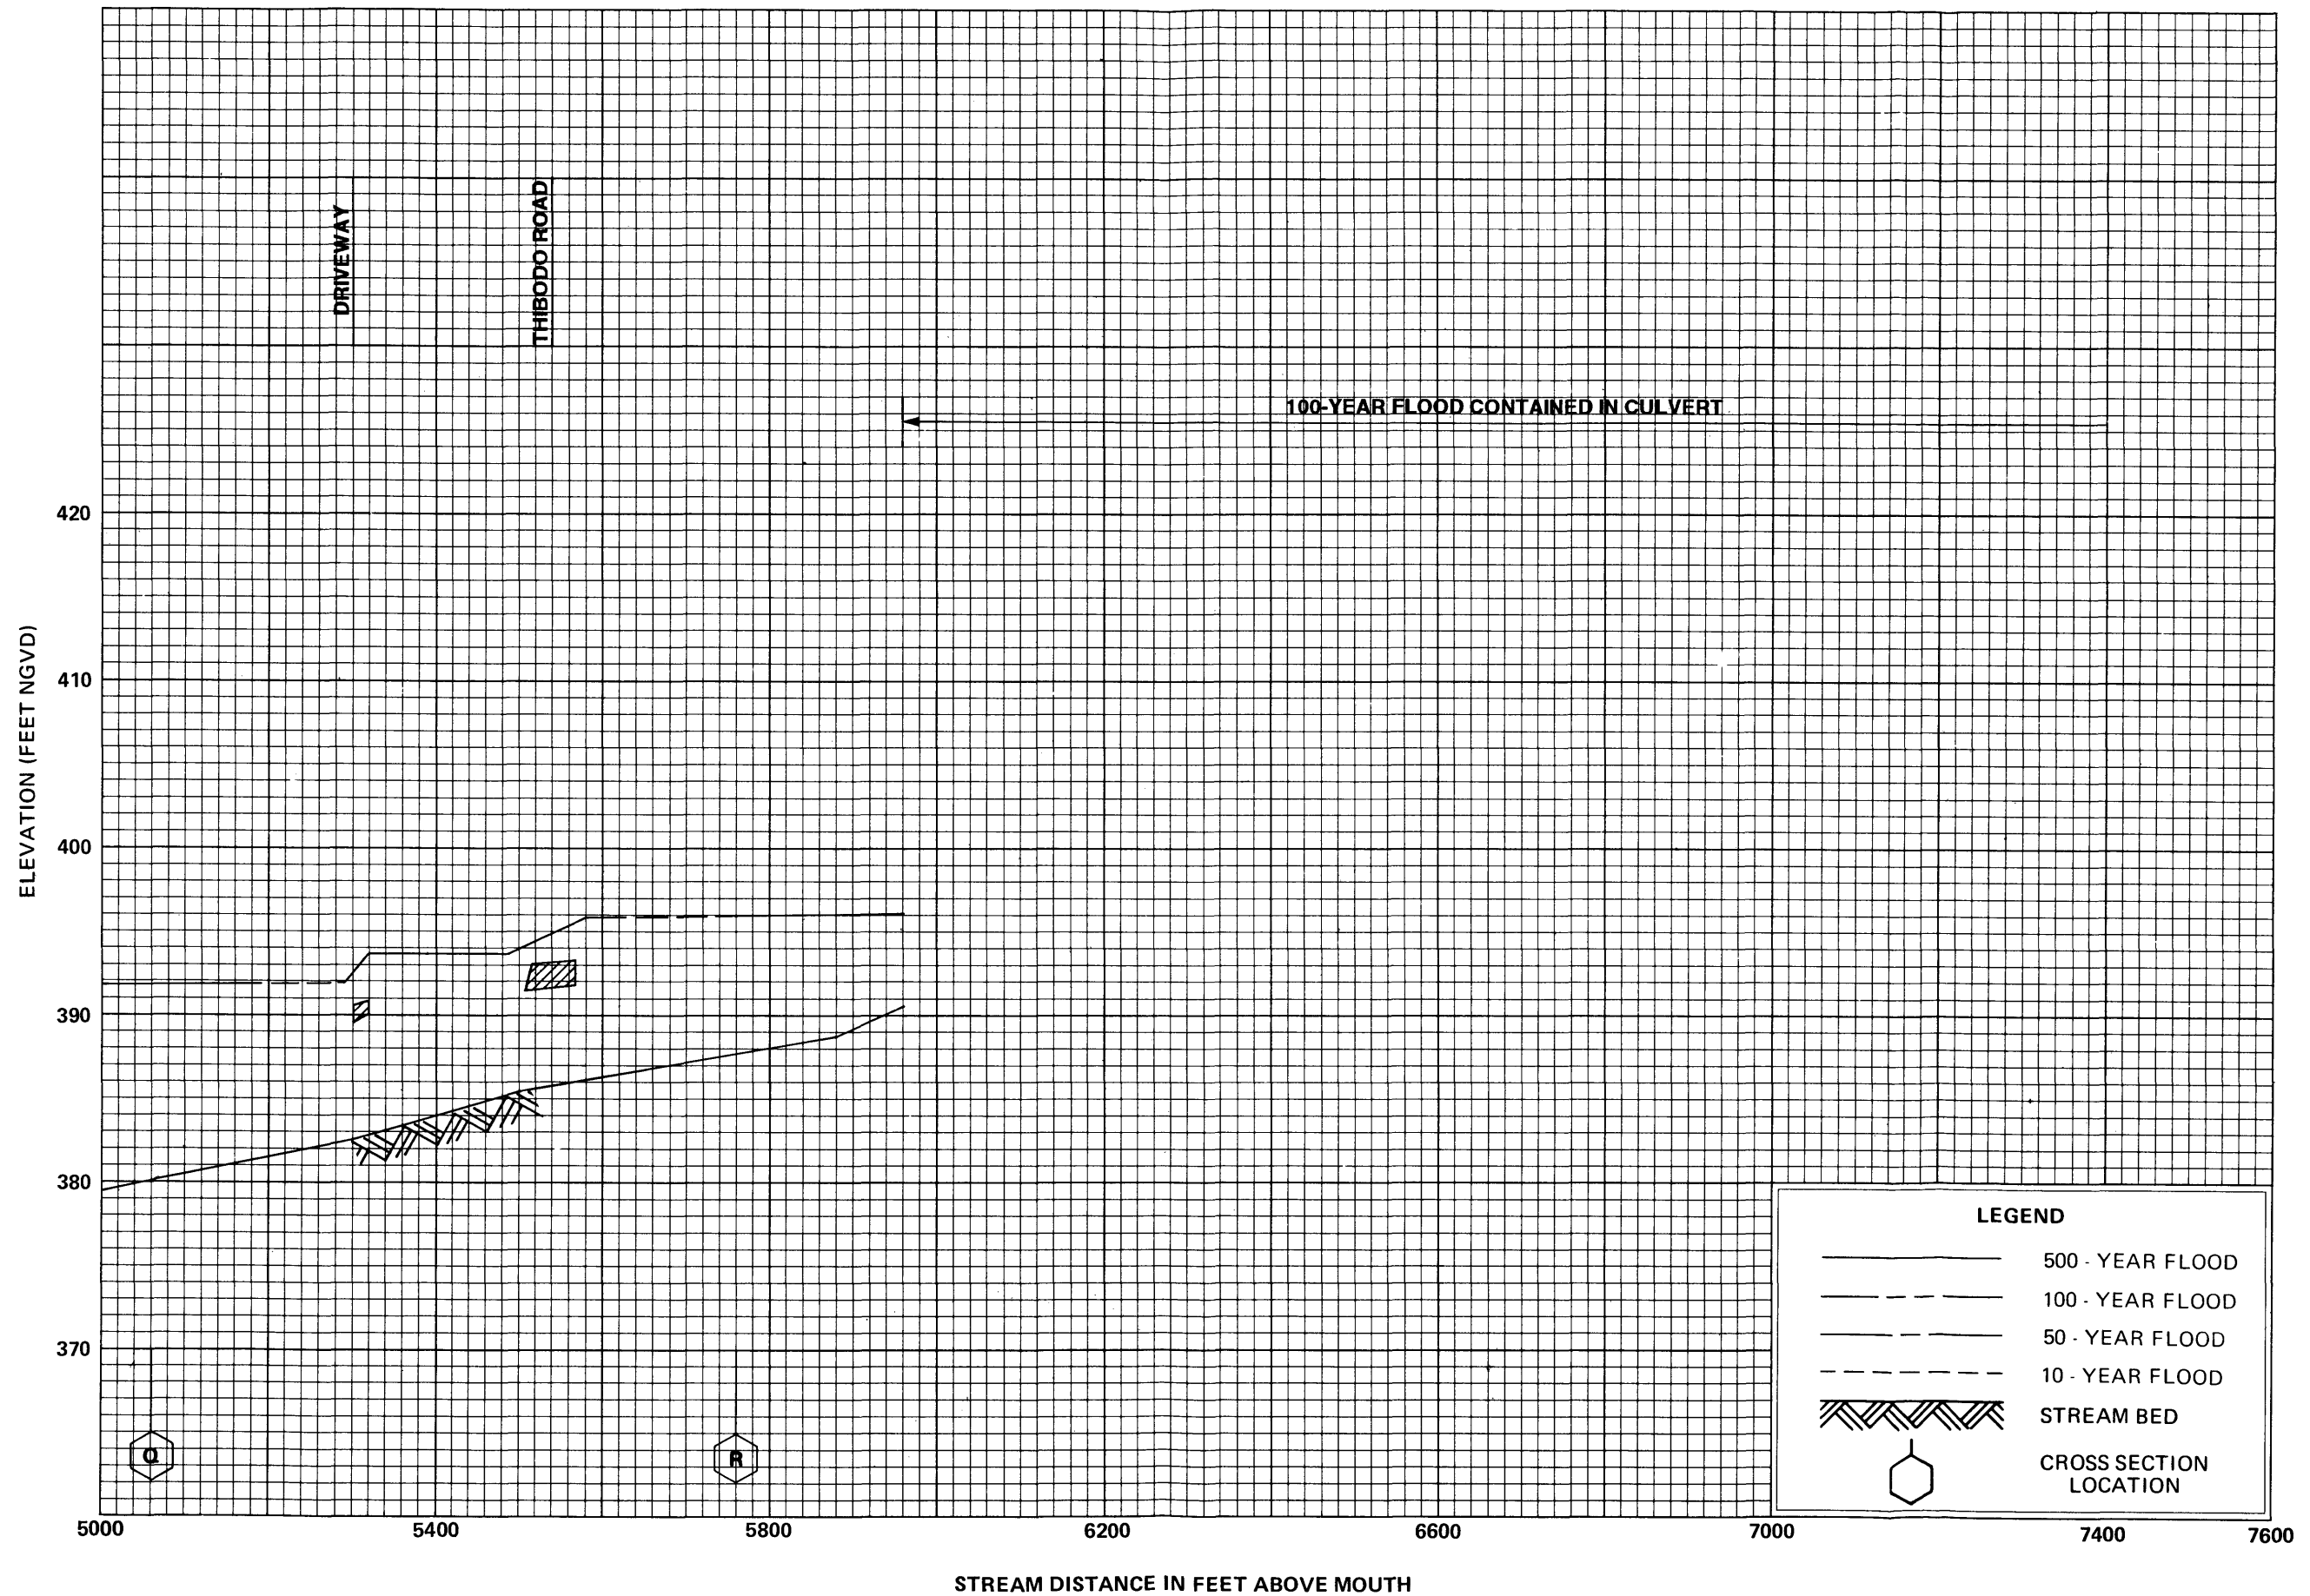 DRIVEWAY
THIBODO ROAD
100-YEAR FLOOD CONTAINED IN CULVERT
ELEVATION (FEET NGVD)
420
410
400
390
380
370
Q
R
LEGEND
500 - YEAR FLOOD
100 - YEAR FLOOD
50 - YEAR FLOOD
10 - YEAR FLOOD
STREAM BED
CROSS SECTION
LOCATION
5000
5400
5800
6200
6600
7000
7400
7600
STREAM DISTANCE IN FEET ABOVE MOUTH